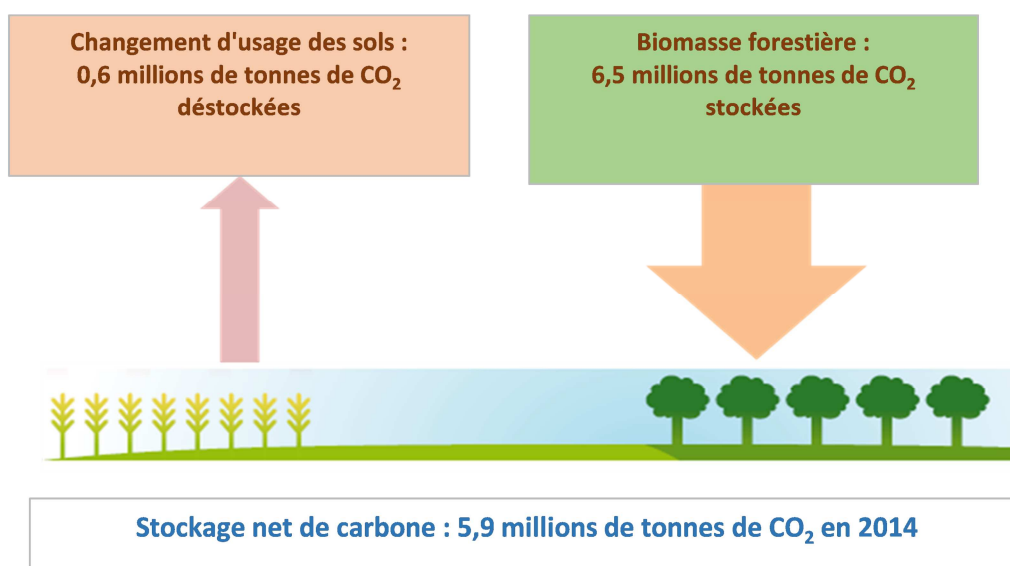 Changement d'usage des sols :
0,6 millions de tonnes de CO₂
déstockées
Biomasse forestière :
6,5 millions de tonnes de CO₂
stockées
Stockage net de carbone : 5,9 millions de tonnes de CO₂ en 2014